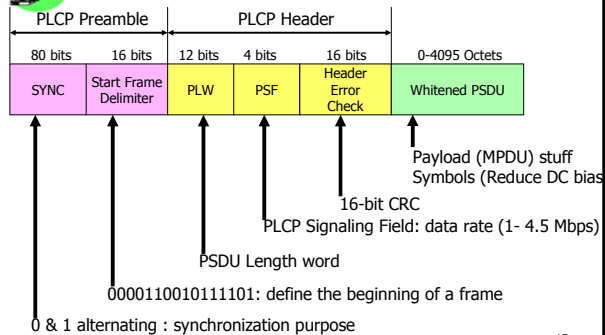 PLCP Preamble PLCP Header
80 bits 16 bits 12 bits 4 bits 16 bits 0-4095 Octets
SYNC
Start Frame
Delimiter
PLW
PSF
Header
Error
Check
Whitened PSDU
Payload (MPDU) stuff
Symbols (Reduce DC bias
16-bit CRC
PLCP Signaling Field: data rate (1- 4.5 Mbps)
PSDU Length word
0000110010111101: define the beginning of a frame
0 & 1 alternating : synchronization purpose